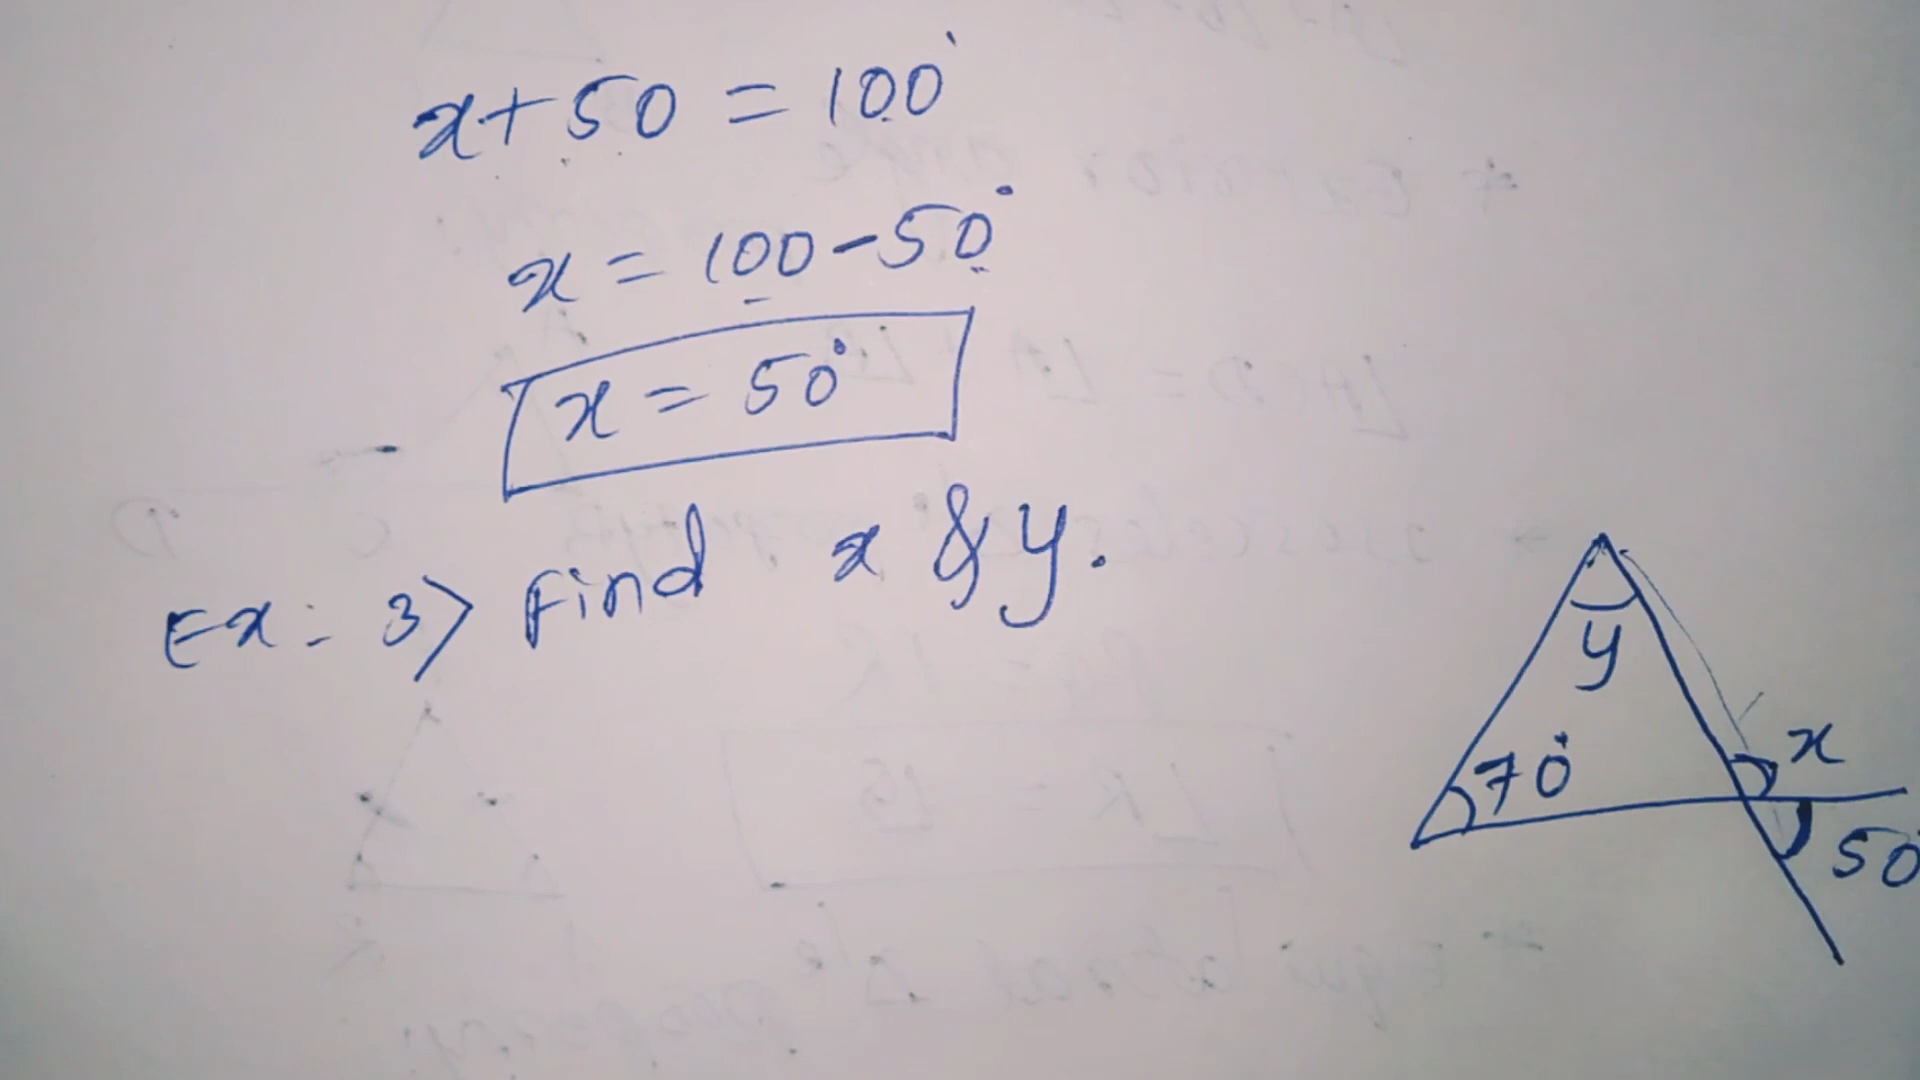 x+50 = 100°
x = 100-50°
x = 50°
Ex: 3) Find x & y.
y
x
70°
50